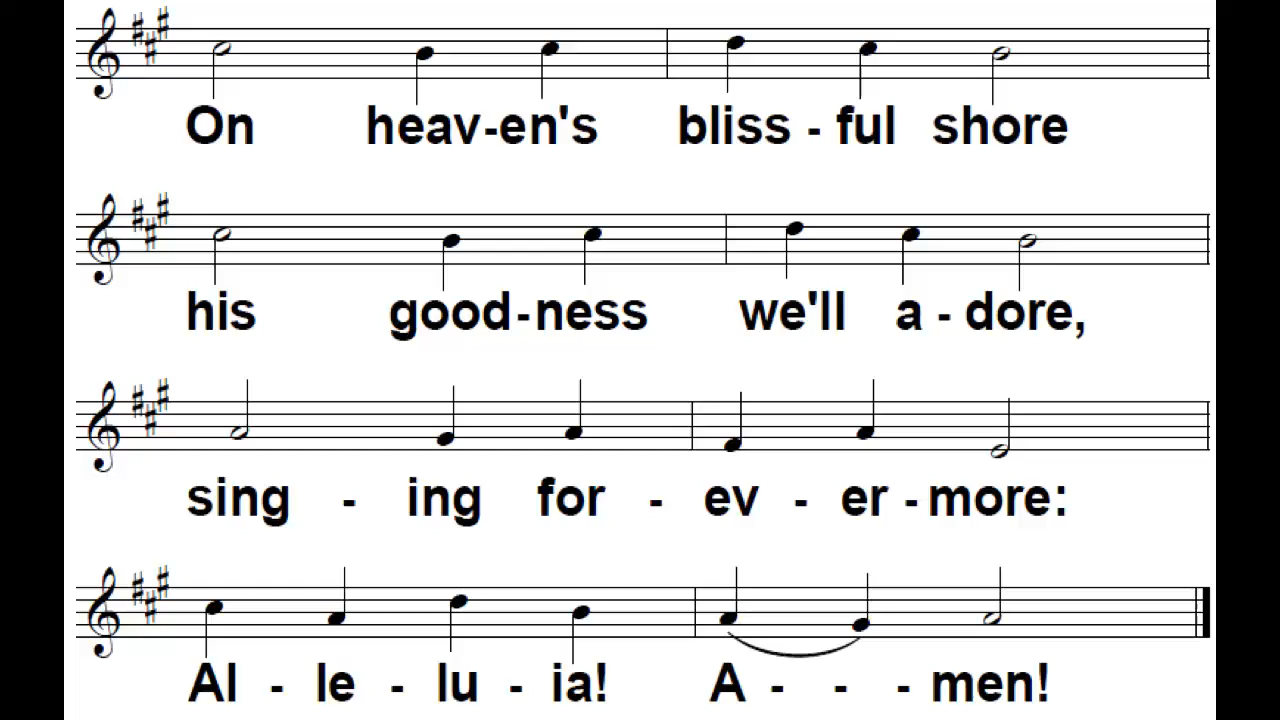 On heav-en's bliss - ful shore
his good-ness we'll a - dore,
sing - ing for - ev - er - more:
Al - le - lu - ia! A - - - men!